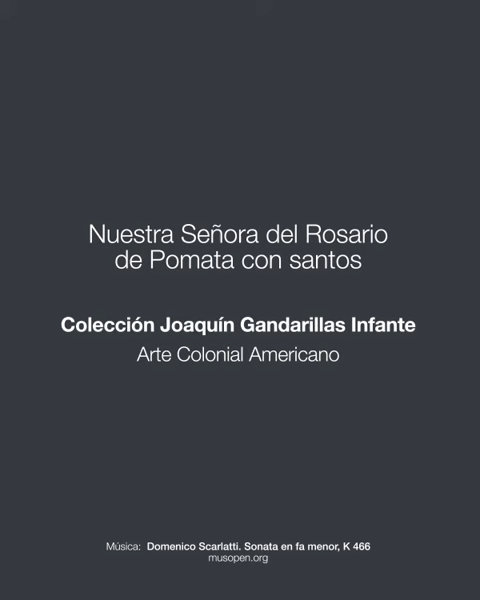 Nuestra Señora del Rosario
de Pomata con santos
Colección Joaquín Gandarillas Infante
Arte Colonial Americano
Música: Domenico Scarlatti. Sonata en fa menor, K 466
musopen.org